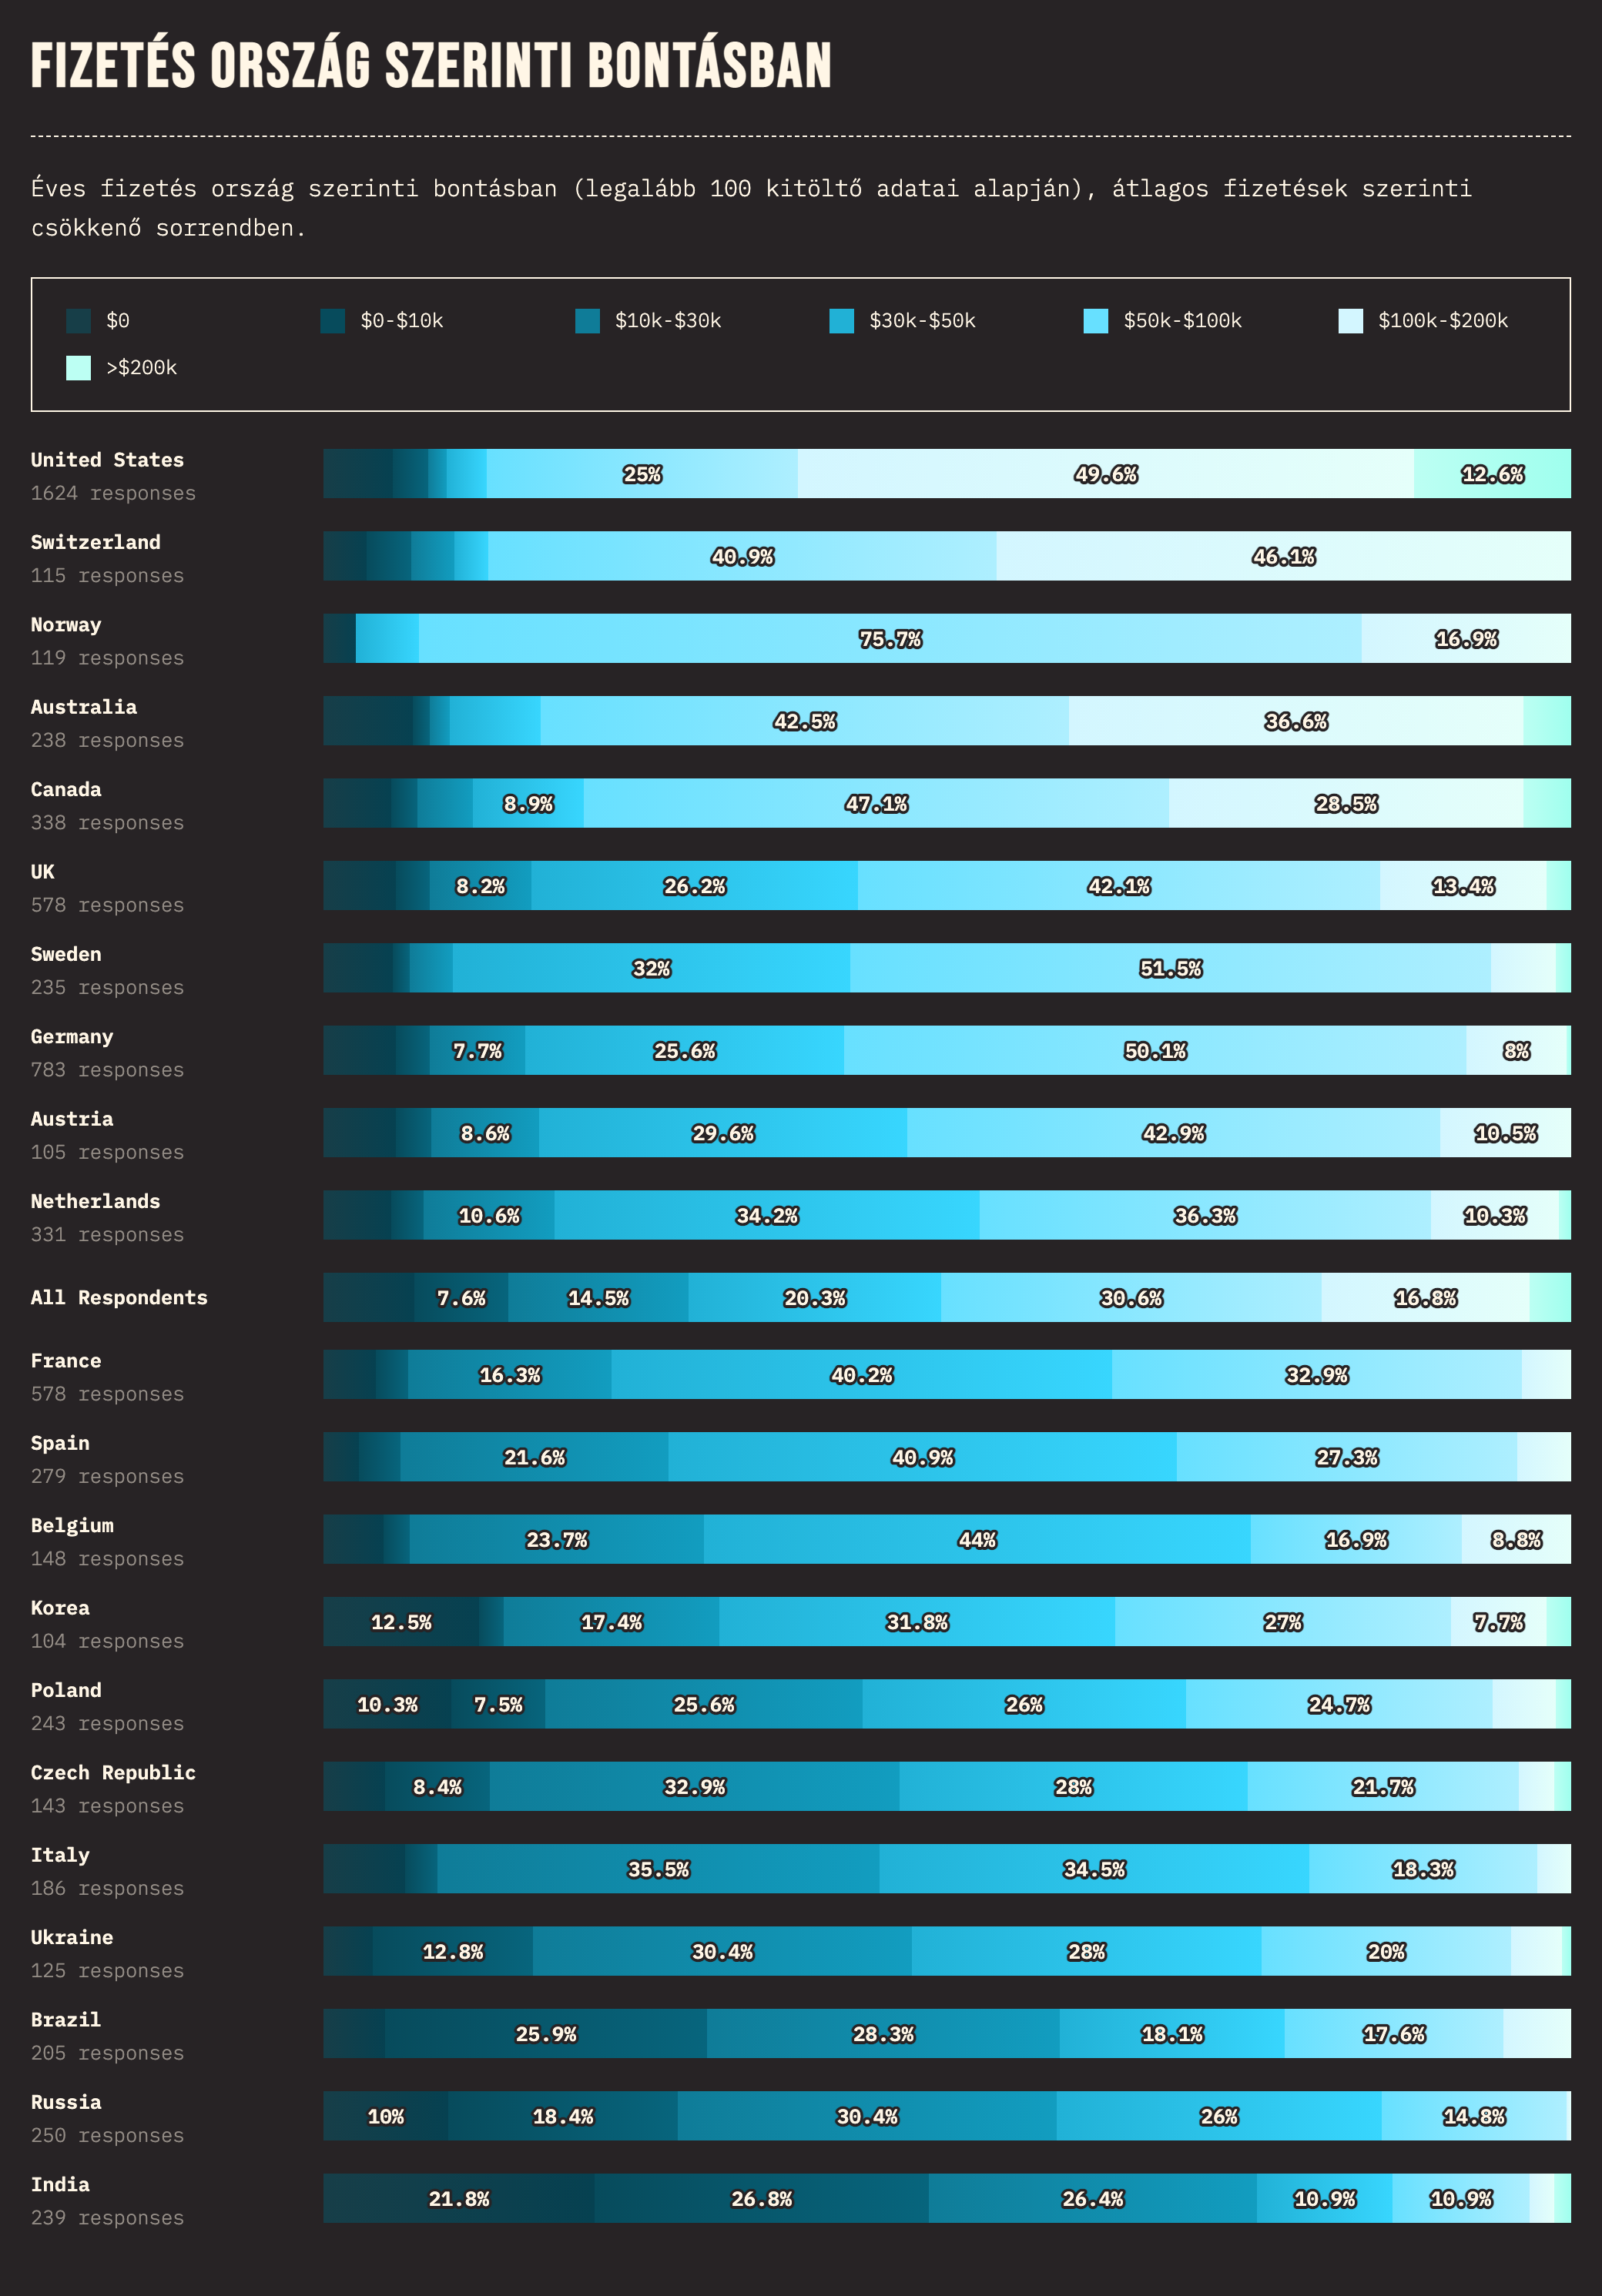 FIZETÉS ORSZÁG SZERINTI BONTÁSBAN
Éves fizetés ország szerinti bontásban (legalább 100 kitöltő adatai alapján), átlagos fizetések szerinti
csökkenő sorrendben.
$0 $0-$10k $10k-$30k $30k-$50k $50k-$100k $100k-$200k
>$200k
United States
1624 responses
25% 49.6% 12.6%
Switzerland
115 responses
40.9% 46.1%
Norway
119 responses
75.7% 16.9%
Australia
238 responses
42.5% 36.6%
Canada
338 responses
8.9% 47.1% 28.5%
UK
578 responses
8.2% 26.2% 42.1% 13.4%
Sweden
235 responses
32% 51.5%
Germany
783 responses
7.7% 25.6% 50.1% 8%
Austria
105 responses
8.6% 29.6% 42.9% 10.5%
Netherlands
331 responses
10.6% 34.2% 36.3% 10.3%
All Respondents
7.6% 14.5% 20.3% 30.6% 16.8%
France
578 responses
16.3% 40.2% 32.9%
Spain
279 responses
21.6% 40.9% 27.3%
Belgium
148 responses
23.7% 44% 16.9% 8.8%
Korea
104 responses
12.5% 17.4% 31.8% 27% 7.7%
Poland
243 responses
10.3% 7.5% 25.6% 26% 24.7%
Czech Republic
143 responses
8.4% 32.9% 28% 21.7%
Italy
186 responses
35.5% 34.5% 18.3%
Ukraine
125 responses
12.8% 30.4% 28% 20%
Brazil
205 responses
25.9% 28.3% 18.1% 17.6%
Russia
250 responses
10% 18.4% 30.4% 26% 14.8%
India
239 responses
21.8% 26.8% 26.4% 10.9% 10.9%